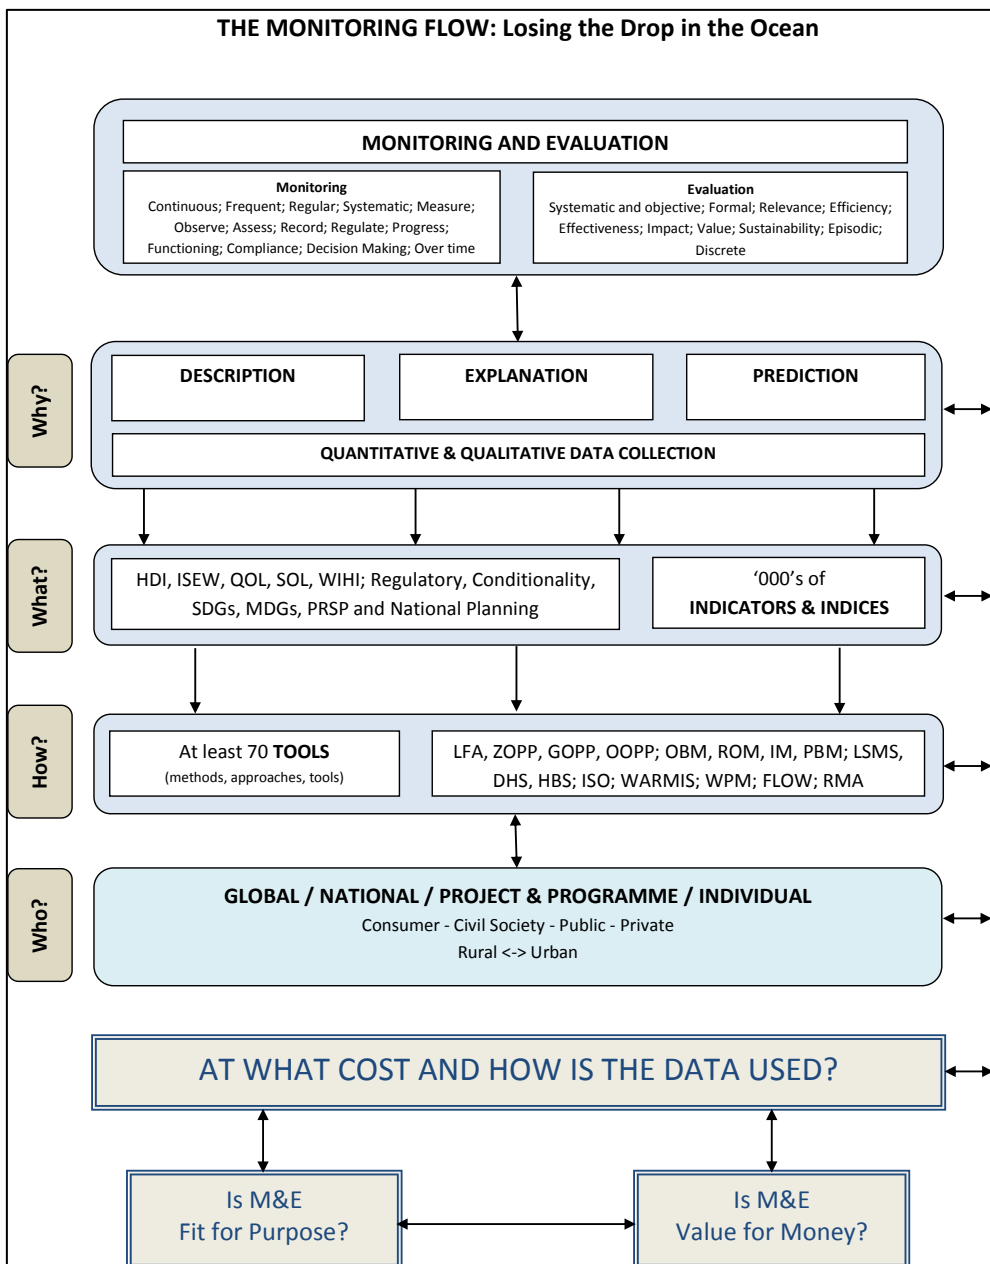 THE MONITORING FLOW: Losing the Drop in the Ocean
MONITORING AND EVALUATION
Monitoring
Continuous; Frequent; Regular; Systematic; Measure;
Observe; Assess; Record; Regulate; Progress;
Functioning; Compliance; Decision Making; Over time
Evaluation
Systematic and objective; Formal; Relevance; Efficiency;
Effectiveness; Impact; Value; Sustainability; Episodic;
Discrete
Why?
DESCRIPTION
EXPLANATION
PREDICTION
QUANTITATIVE & QUALITATIVE DATA COLLECTION
What?
HDI, ISEW, QOL, SOL, WIHI; Regulatory, Conditionality,
SDGs, MDGs, PRSP and National Planning
‘000’s of
INDICATORS & INDICES
How?
At least 70 TOOLS
(methods, approaches, tools)
LFA, ZOPP, GOPP, OOPP; OBM, ROM, IM, PBM; LSMS,
DHS, HBS; ISO; WARMIS; WPM; FLOW; RMA
Who?
GLOBAL / NATIONAL / PROJECT & PROGRAMME / INDIVIDUAL
Consumer - Civil Society - Public - Private
Rural <-> Urban
AT WHAT COST AND HOW IS THE DATA USED?
Is M&E
Fit for Purpose?
Is M&E
Value for Money?